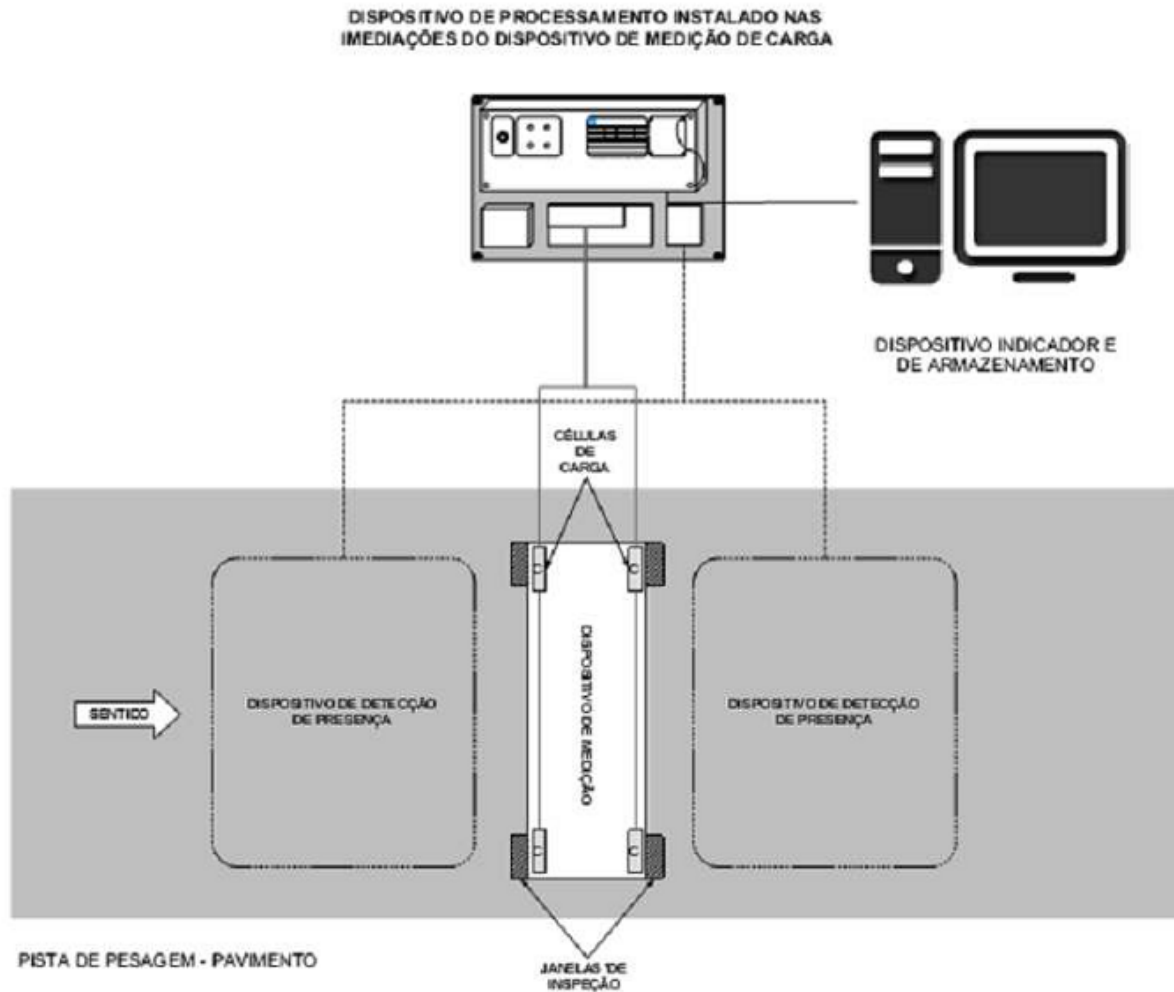 DISPOSITIVO DE PROCESSAMENTO INSTALADO NAS
IMEDIAÇÕES DO DISPOSITIVO DE MEDIÇÃO DE CARGA
DISPOSITIVO INDICADOR E
DE ARMAZENAMENTO
CÉLULAS
DE
CARGA
C
C
SENTIDO
DISPOSITIVO DE DETECÇÃO
DE PRESENÇA
DISPOSITIVO DE MEDIÇÃO
DISPOSITIVO DE DETECÇÃO
DE PRESENÇA
C
C
PISTA DE PESAGEM - PAVIMENTO
JANELAS DE
INSPEÇÃO